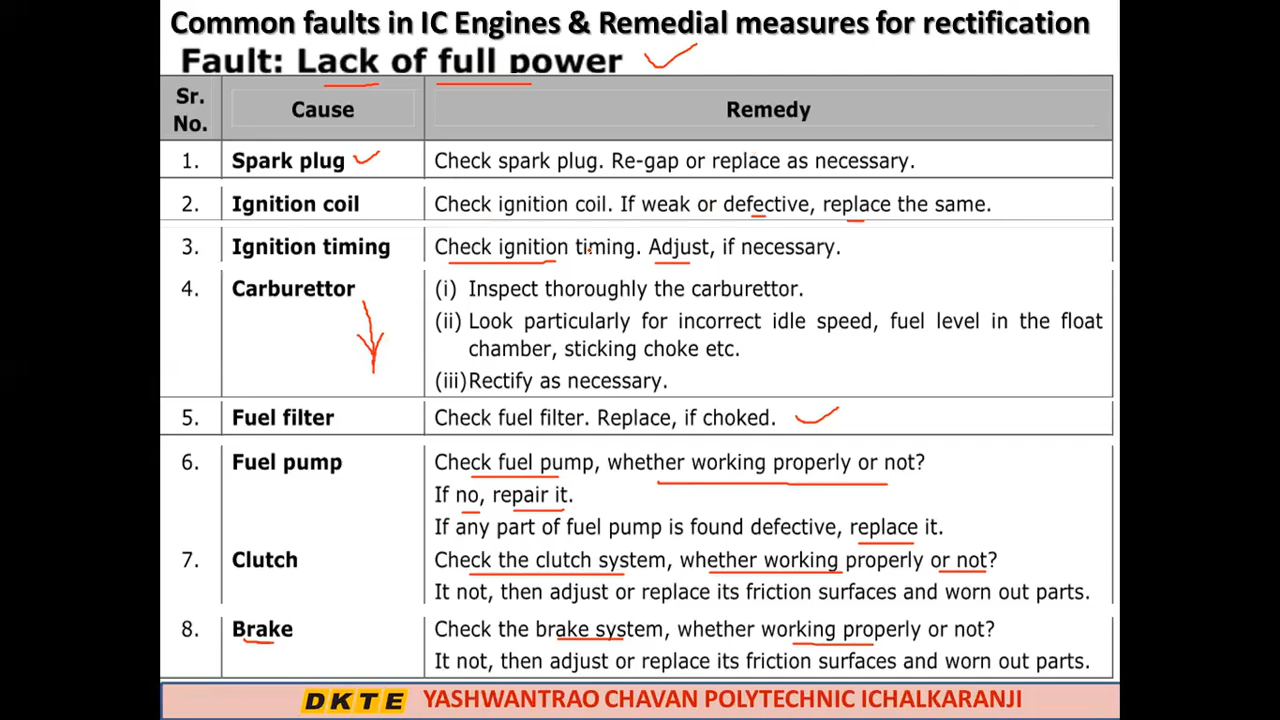 Common faults in IC Engines & Remedial measures for rectification
Fault: Lack of full power
Sr. No. Cause Remedy
1. Spark plug Check spark plug. Re-gap or replace as necessary.
2. Ignition coil Check ignition coil. If weak or defective, replace the same.
3. Ignition timing Check ignition timing. Adjust, if necessary.
4. Carburettor (i) Inspect thoroughly the carburettor.
(ii) Look particularly for incorrect idle speed, fuel level in the float
chamber, sticking choke etc.
(iii) Rectify as necessary.
5. Fuel filter Check fuel filter. Replace, if choked.
6. Fuel pump Check fuel pump, whether working properly or not?
If no, repair it.
If any part of fuel pump is found defective, replace it.
7. Clutch Check the clutch system, whether working properly or not?
It not, then adjust or replace its friction surfaces and worn out parts.
8. Brake Check the brake system, whether working properly or not?
It not, then adjust or replace its friction surfaces and worn out parts.
DKTE YASHWANTRAO CHAVAN POLYTECHNIC ICHALKARANJI